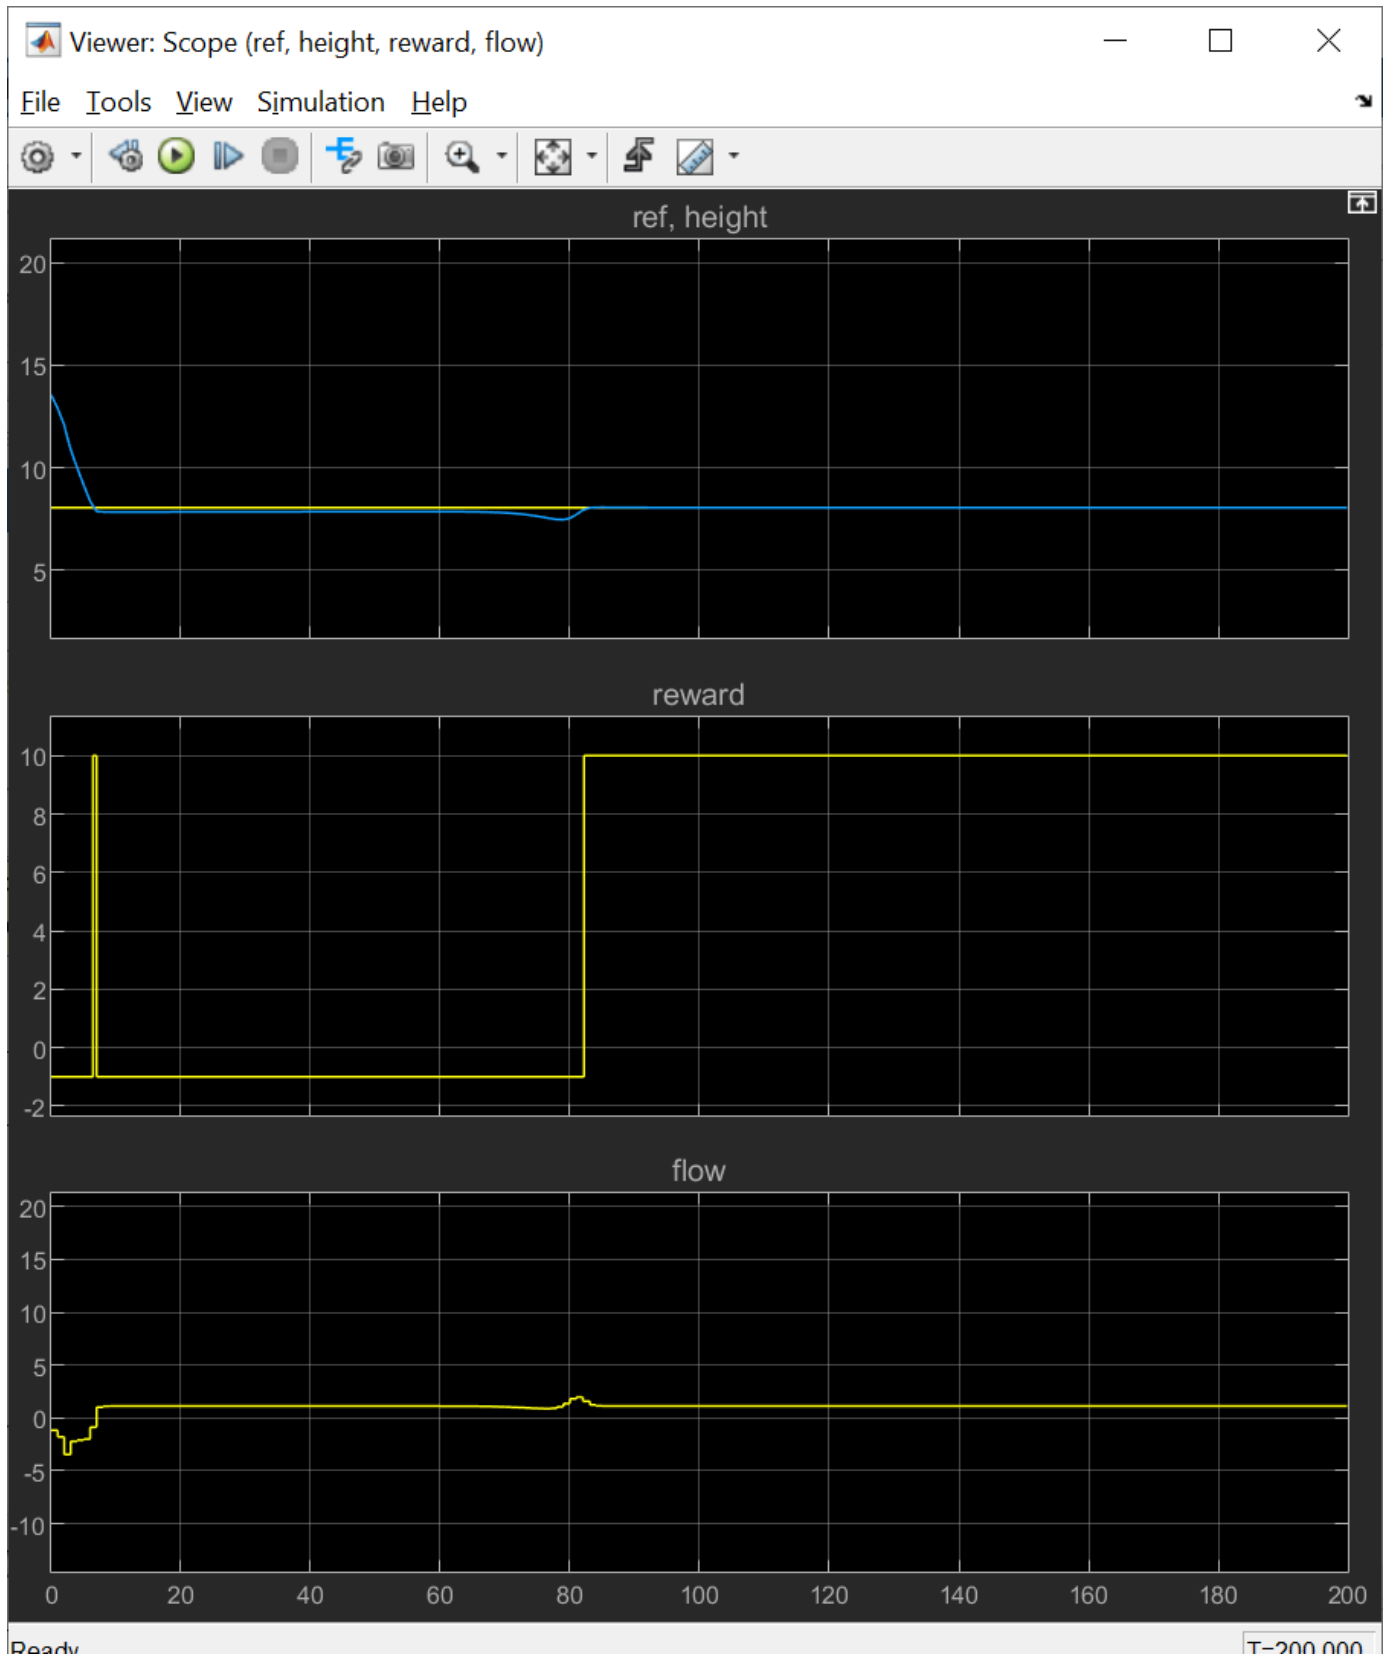 Viewer: Scope (ref, height, reward, flow)
File Tools View Simulation Help
ref, height
20
15
10
5
reward
10
8
6
4
2
0
-2
flow
20
15
10
5
0
-5
-10
0 20 40 60 80 100 120 140 160 180 200
Ready T=200.000